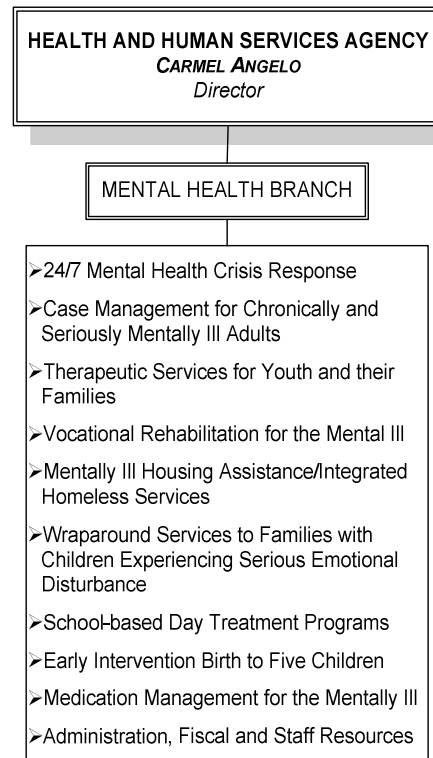 HEALTH AND HUMAN SERVICES AGENCY
CARMEL ANGELO
Director
MENTAL HEALTH BRANCH
➢24/7 Mental Health Crisis Response
➢Case Management for Chronically and
Seriously Mentally Ill Adults
➢Therapeutic Services for Youth and their
Families
➢Vocational Rehabilitation for the Mental Ill
➢Mentally Ill Housing Assistance/Integrated
Homeless Services
➢Wraparound Services to Families with
Children Experiencing Serious Emotional
Disturbance
➢School-based Day Treatment Programs
➢Early Intervention Birth to Five Children
➢Medication Management for the Mentally Ill
➢Administration, Fiscal and Staff Resources